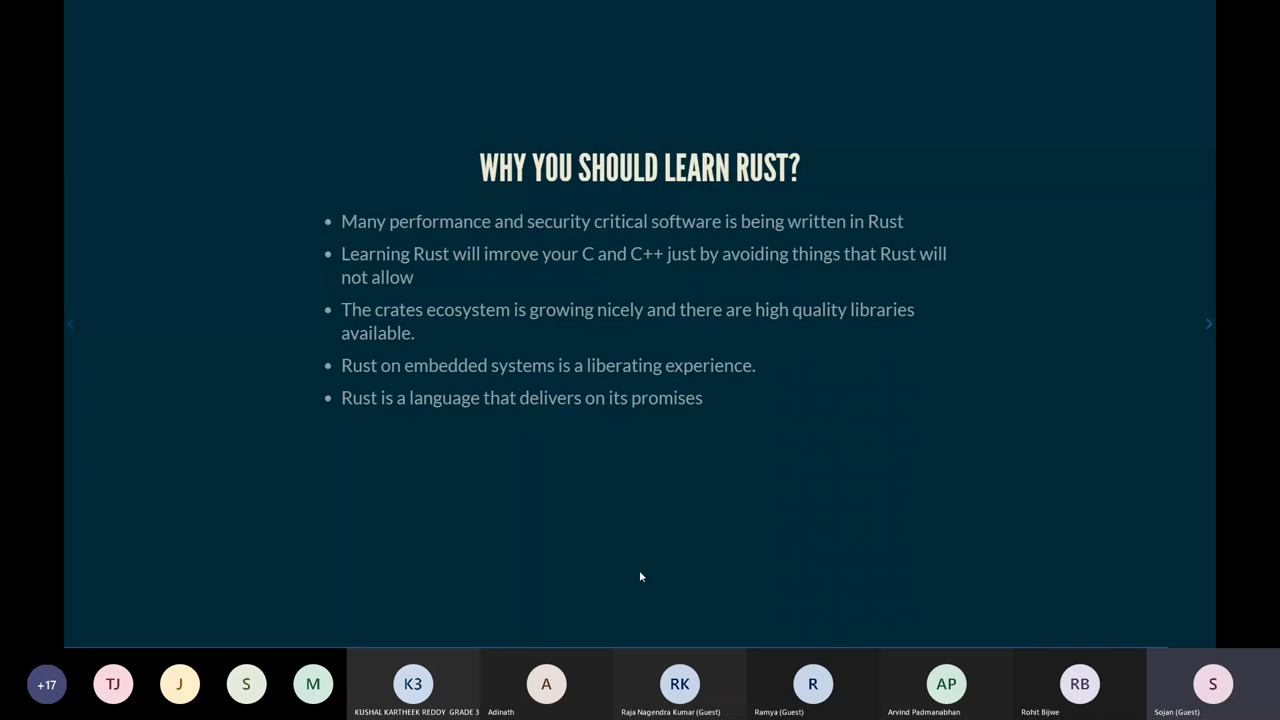 WHY YOU SHOULD LEARN RUST?
• Many performance and security critical software is being written in Rust
• Learning Rust will imrove your C and C++ just by avoiding things that Rust will
not allow
• The crates ecosystem is growing nicely and there are high quality libraries
available.
• Rust on embedded systems is a liberating experience.
• Rust is a language that delivers on its promises
+17 TJ J S M K3 A RK R AP RB S
KUSHAL KARTHEEK REDDY GRADE 3 Adinath Raja Nagendra Kumar (Guest) Ramya (Guest) Arvind Padmanabhan Rohit Bijwe Sojan (Guest)